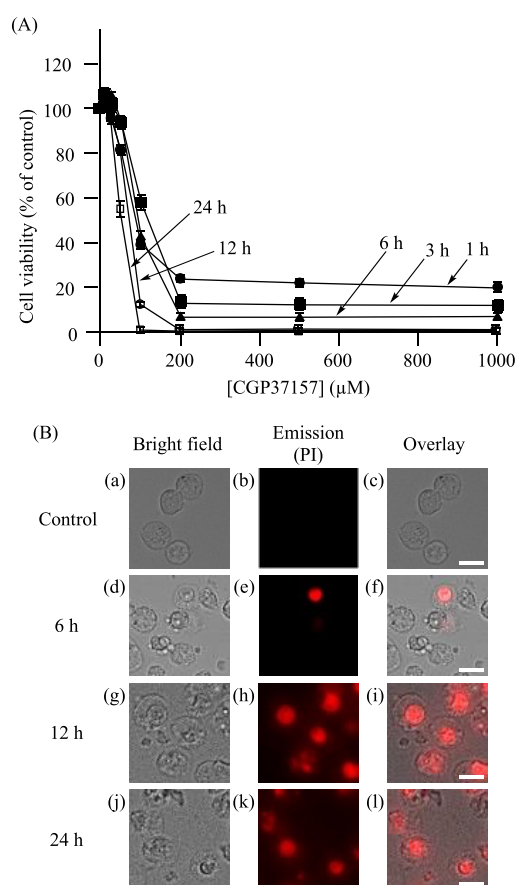 (A)
120
100
80
60
40
20
0
Cell viability (% of control)
24 h
12 h
6 h
3 h
1 h
0 200 400 600 800 1000
[CGP37157] (µM)
(B)
Bright field Emission (PI) Overlay
Control (a) (b) (c)
6 h (d) (e) (f)
12 h (g) (h) (i)
24 h (j) (k) (l)